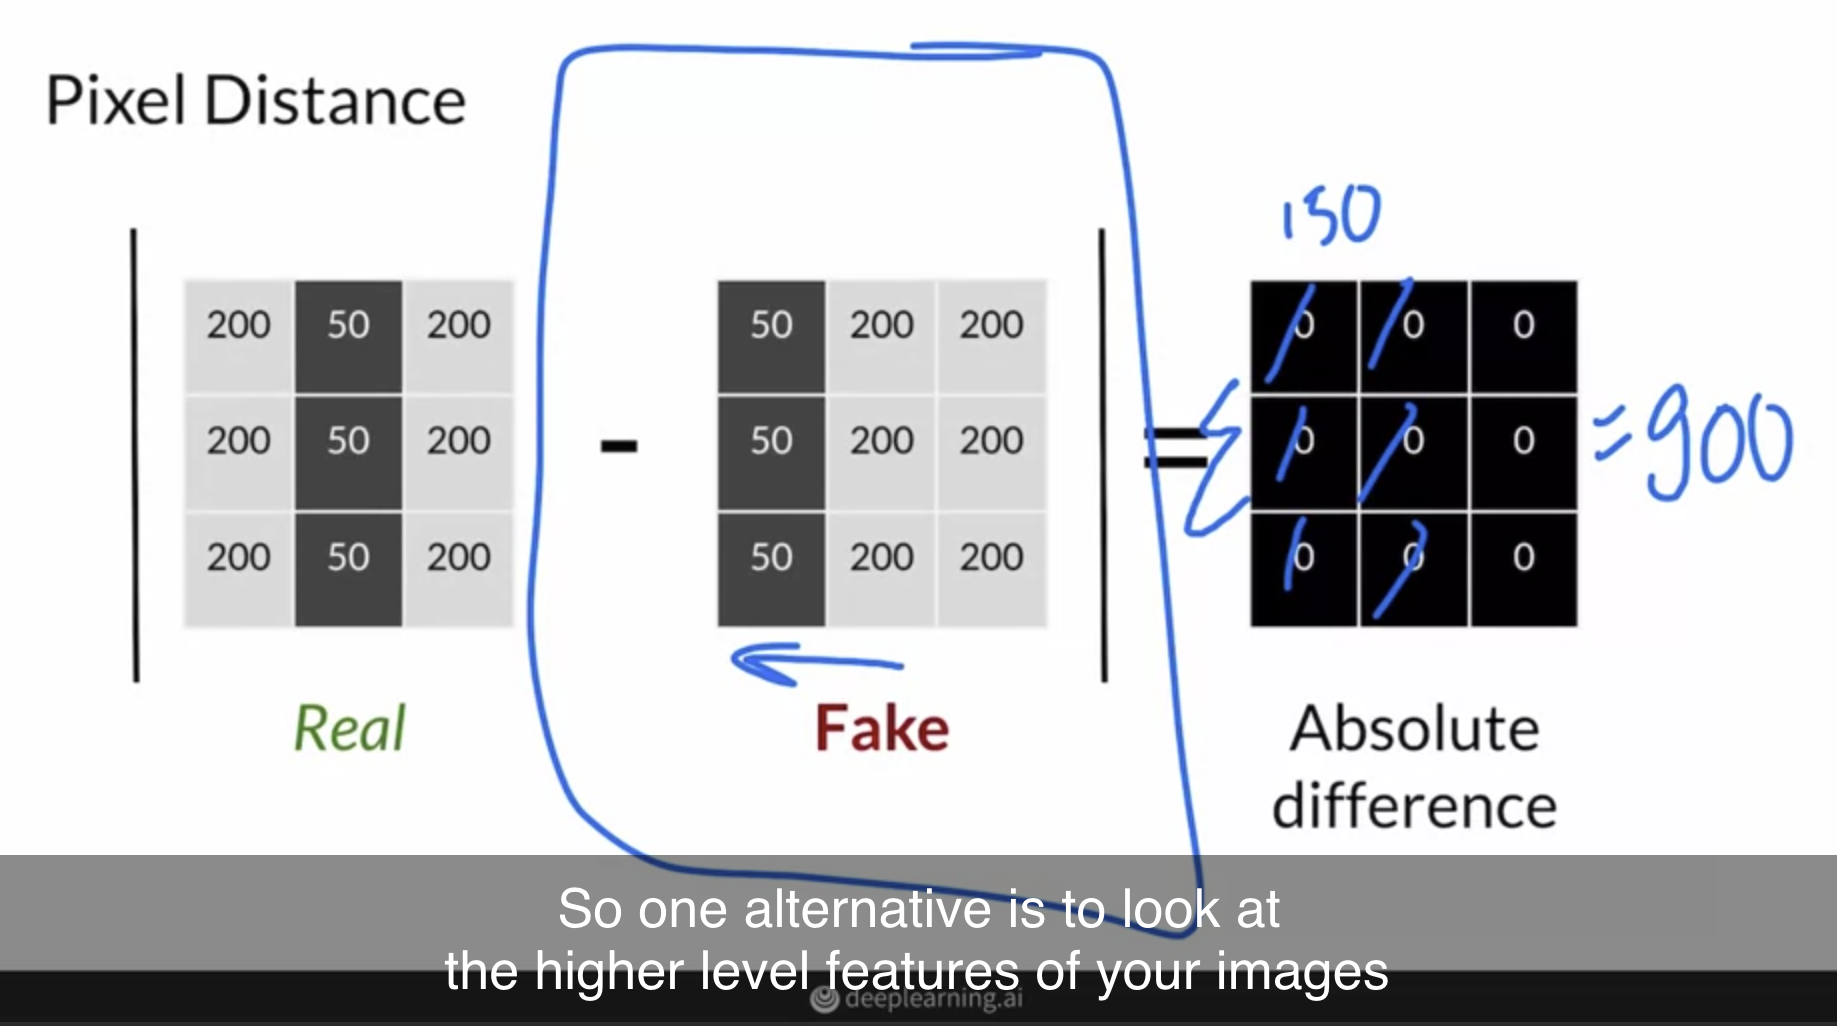 Pixel Distance
150
200 50 200 50 200 200 0 0 0
200 50 200 - 50 200 200 = Σ 0 0 0 = 900
200 50 200 50 200 200 0 0 0
Real Fake Absolute
difference
So one alternative is to look at
the higher level features of your images
deeplearning.ai